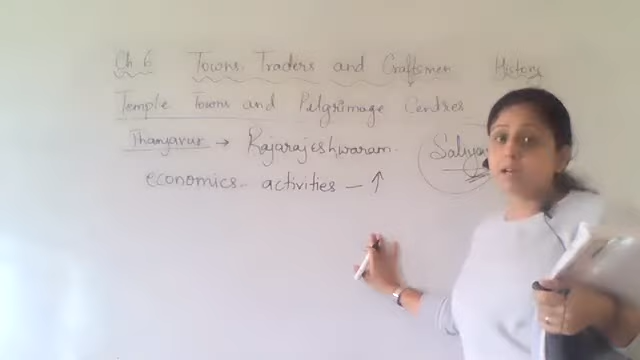 Ch 6 Towns, Traders and Craftsmen History
Temple Towns and Pilgrimage Centres
Thanjavur → Rajarajeshwaram.
economics. activities – ↑